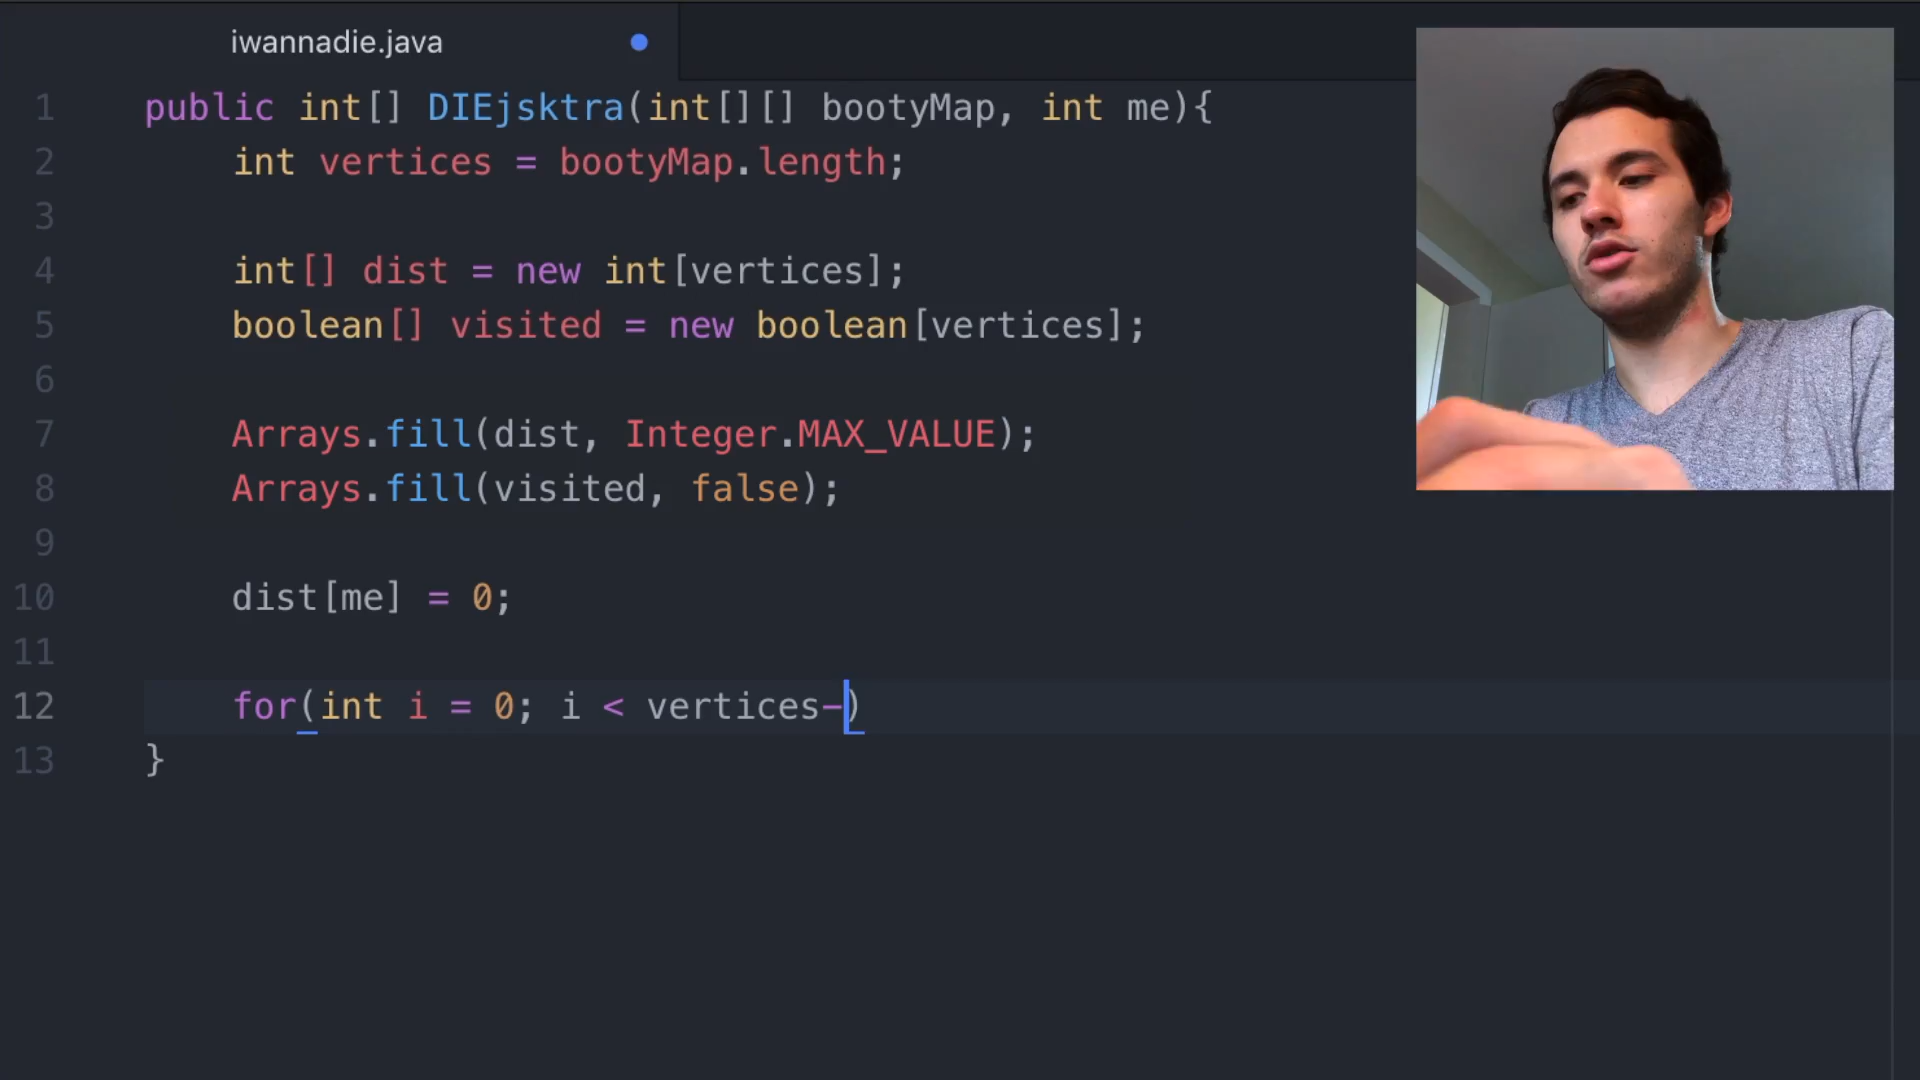 iwannadie.java
1 public int[] DIEjsktra(int[][] bootyMap, int me){
2 int vertices = bootyMap.length;
3
4 int[] dist = new int[vertices];
5 boolean[] visited = new boolean[vertices];
6
7 Arrays.fill(dist, Integer.MAX_VALUE);
8 Arrays.fill(visited, false);
9
10 dist[me] = 0;
11
12 for(int i = 0; i < vertices-)
13 }